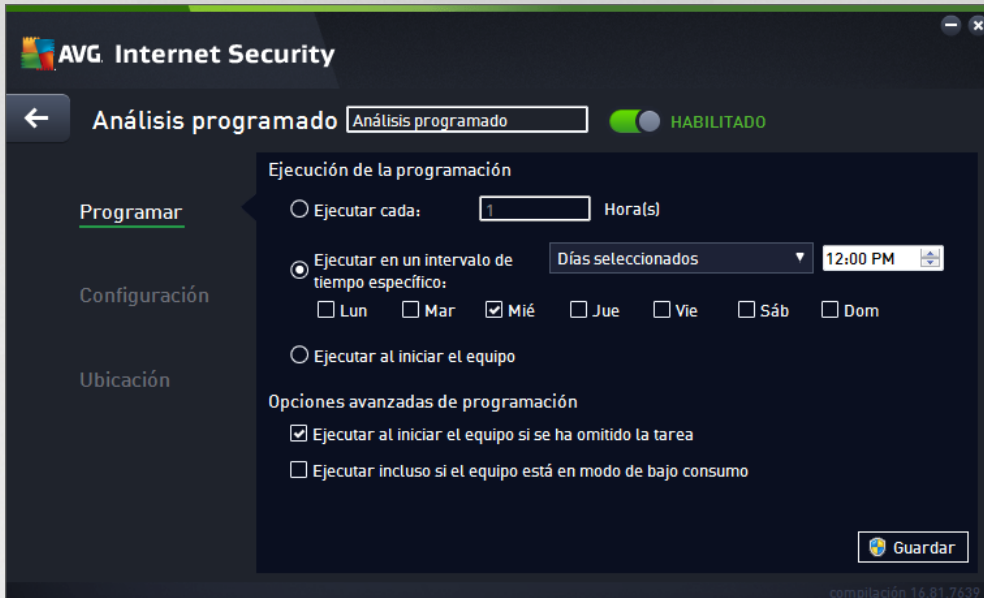 AVG. Internet Security
Análisis programado Análisis programado HABILITADO
Programar
Configuración
Ubicación
Ejecución de la programación
Ejecutar cada: 1 Hora(s)
Ejecutar en un intervalo de
tiempo específico:
Días seleccionados 12:00 PM
Lun Mar Mié Jue Vie Sáb Dom
Ejecutar al iniciar el equipo
Opciones avanzadas de programación
Ejecutar al iniciar el equipo si se ha omitido la tarea
Ejecutar incluso si el equipo está en modo de bajo consumo
Guardar
compilación 16.81.7639